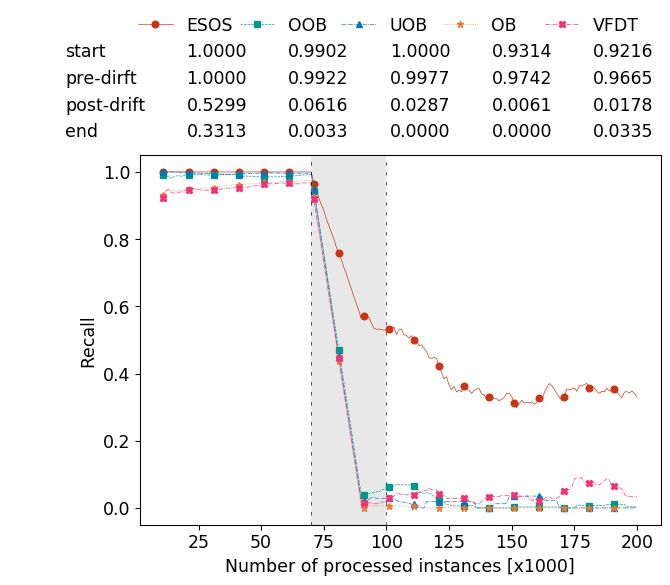 ESOS OOB UOB OB VFDT
start 1.0000 0.9902 1.0000 0.9314 0.9216
pre-dirft 1.0000 0.9922 0.9977 0.9742 0.9665
post-drift 0.5299 0.0616 0.0287 0.0061 0.0178
end 0.3313 0.0033 0.0000 0.0000 0.0335
1.0
0.8
0.6
0.4
0.2
0.0
Recall
25 50 75 100 125 150 175 200
Number of processed instances [x1000]